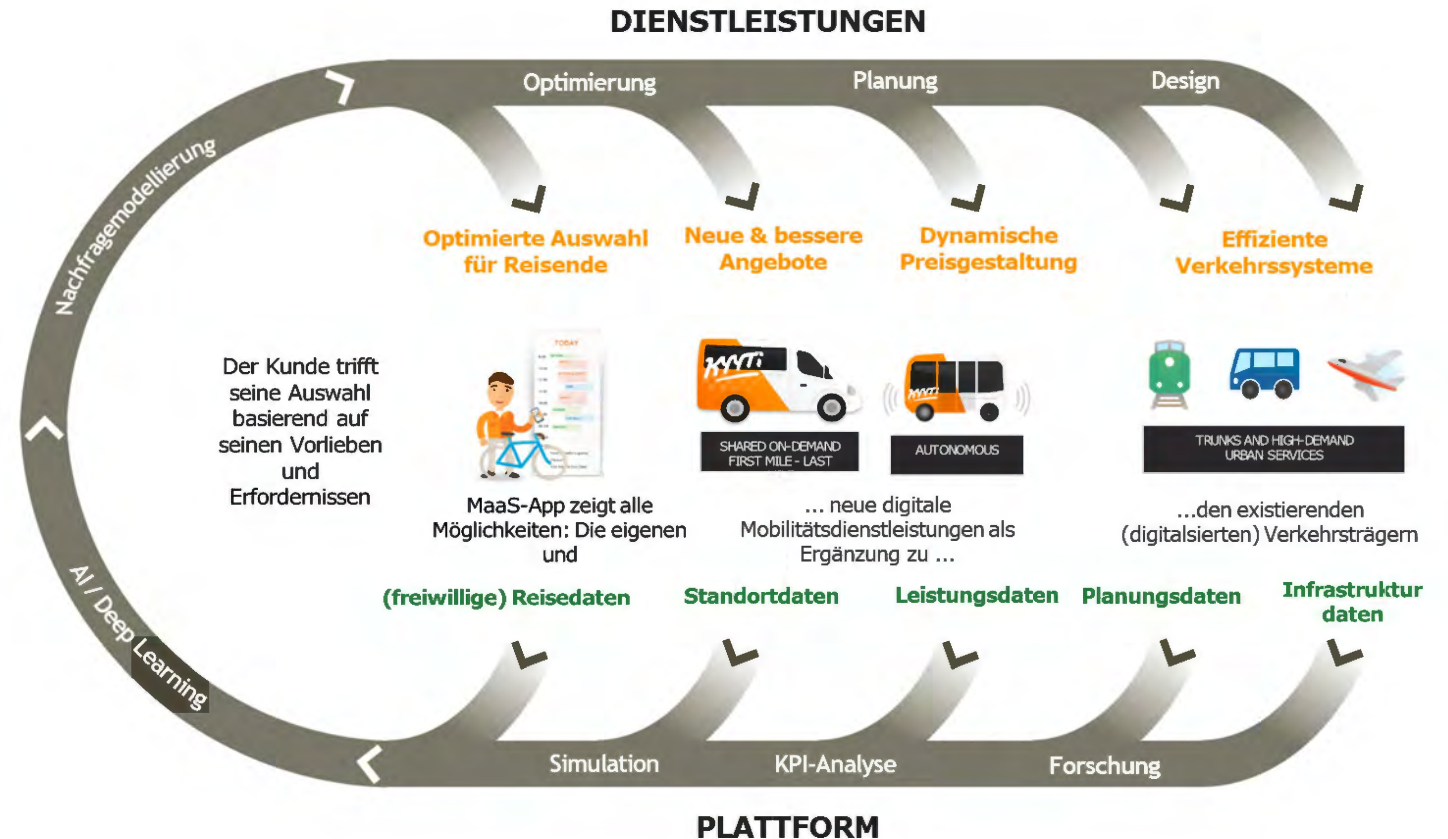 DIENSTLEISTUNGEN
Optimierung
Planung
Design
Nachfragemodellierung
Optimierte Auswahl
für Reisende
Neue & bessere
Angebote
Dynamische
Preisgestaltung
Effiziente
Verkehrssysteme
Der Kunde trifft
seine Auswahl
basierend auf
seinen Vorlieben
und
Erfordernissen
TODAY
KYYTI
KYYTI
SHARED ON-DEMAND
FIRST MILE - LAST
AUTONOMOUS
TRUNKS AND HIGH-DEMAND
URBAN SERVICES
MaaS-App zeigt alle
Möglichkeiten: Die eigenen
und
... neue digitale
Mobilitätsdienstleistungen als
Ergänzung zu ...
...den existierenden
(digitalsierten) Verkehrsträgern
(freiwillige) Reisedaten
Standortdaten
Leistungsdaten
Planungsdaten
Infrastruktur
daten
AI / Deep Learning
Simulation
KPI-Analyse
Forschung
PLATTFORM